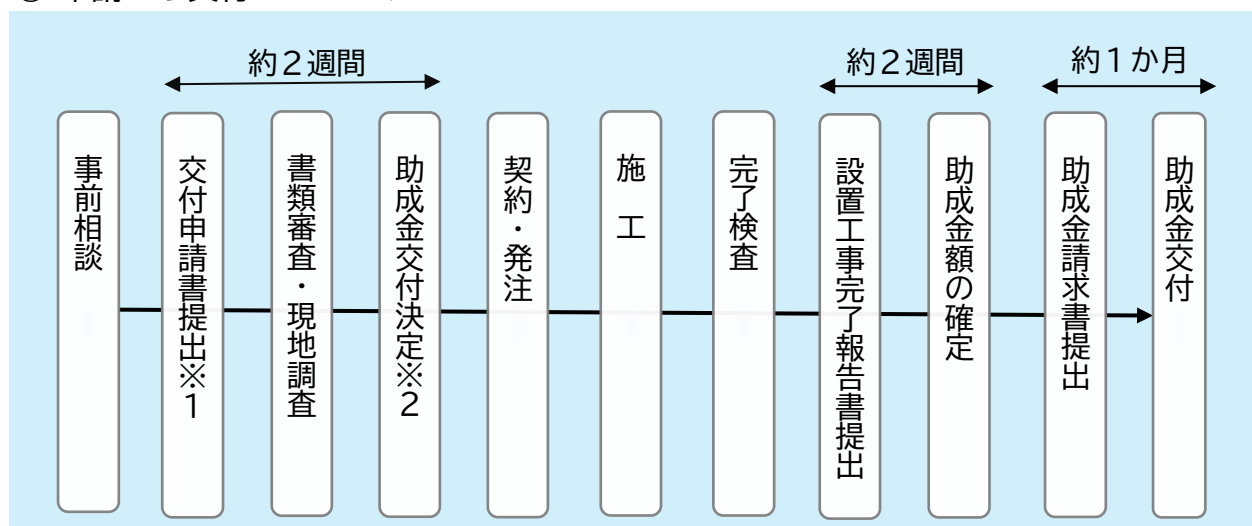 約２週間
約２週間
約１か月
事前相談
交付申請書提出※１
書類審査・現地調査
助成金交付決定※２
契約・発注
施 工
完了検査
設置工事完了報告書提出
助成金額の確定
助成金請求書提出
助成金交付